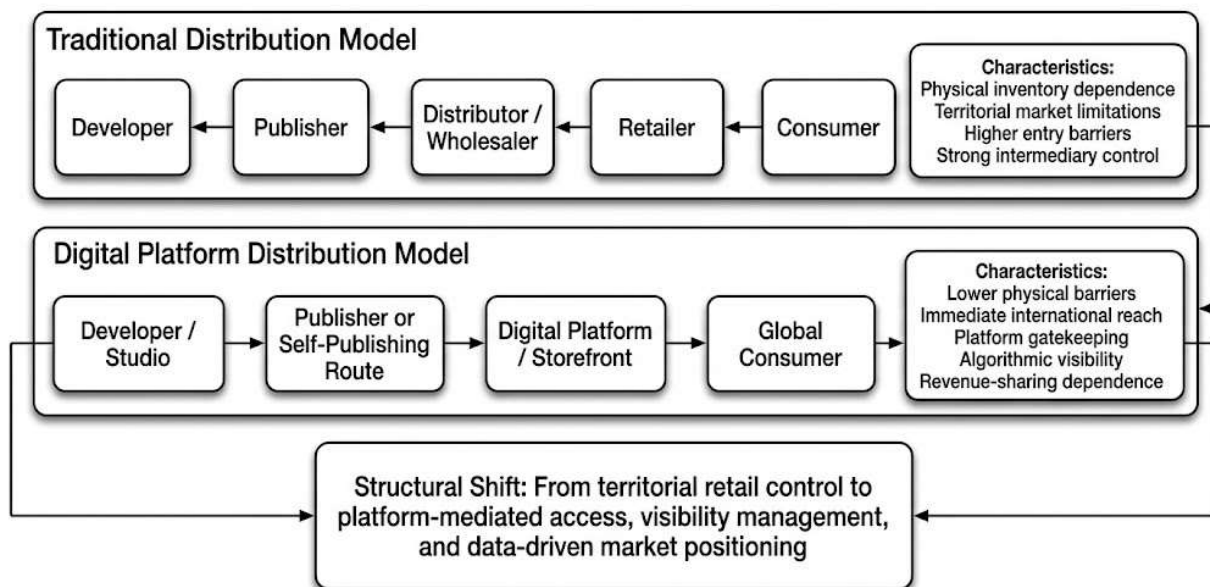 Traditional Distribution Model
Developer
Publisher
Distributor /
Wholesaler
Retailer
Consumer
Characteristics:
Physical inventory dependence
Territorial market limitations
Higher entry barriers
Strong intermediary control
Digital Platform Distribution Model
Developer /
Studio
Publisher or
Self-Publishing
Route
Digital Platform
/ Storefront
Global
Consumer
Characteristics:
Lower physical barriers
Immediate international reach
Platform gatekeeping
Algorithmic visibility
Revenue-sharing dependence
Structural Shift: From territorial retail control to
platform-mediated access, visibility management,
and data-driven market positioning